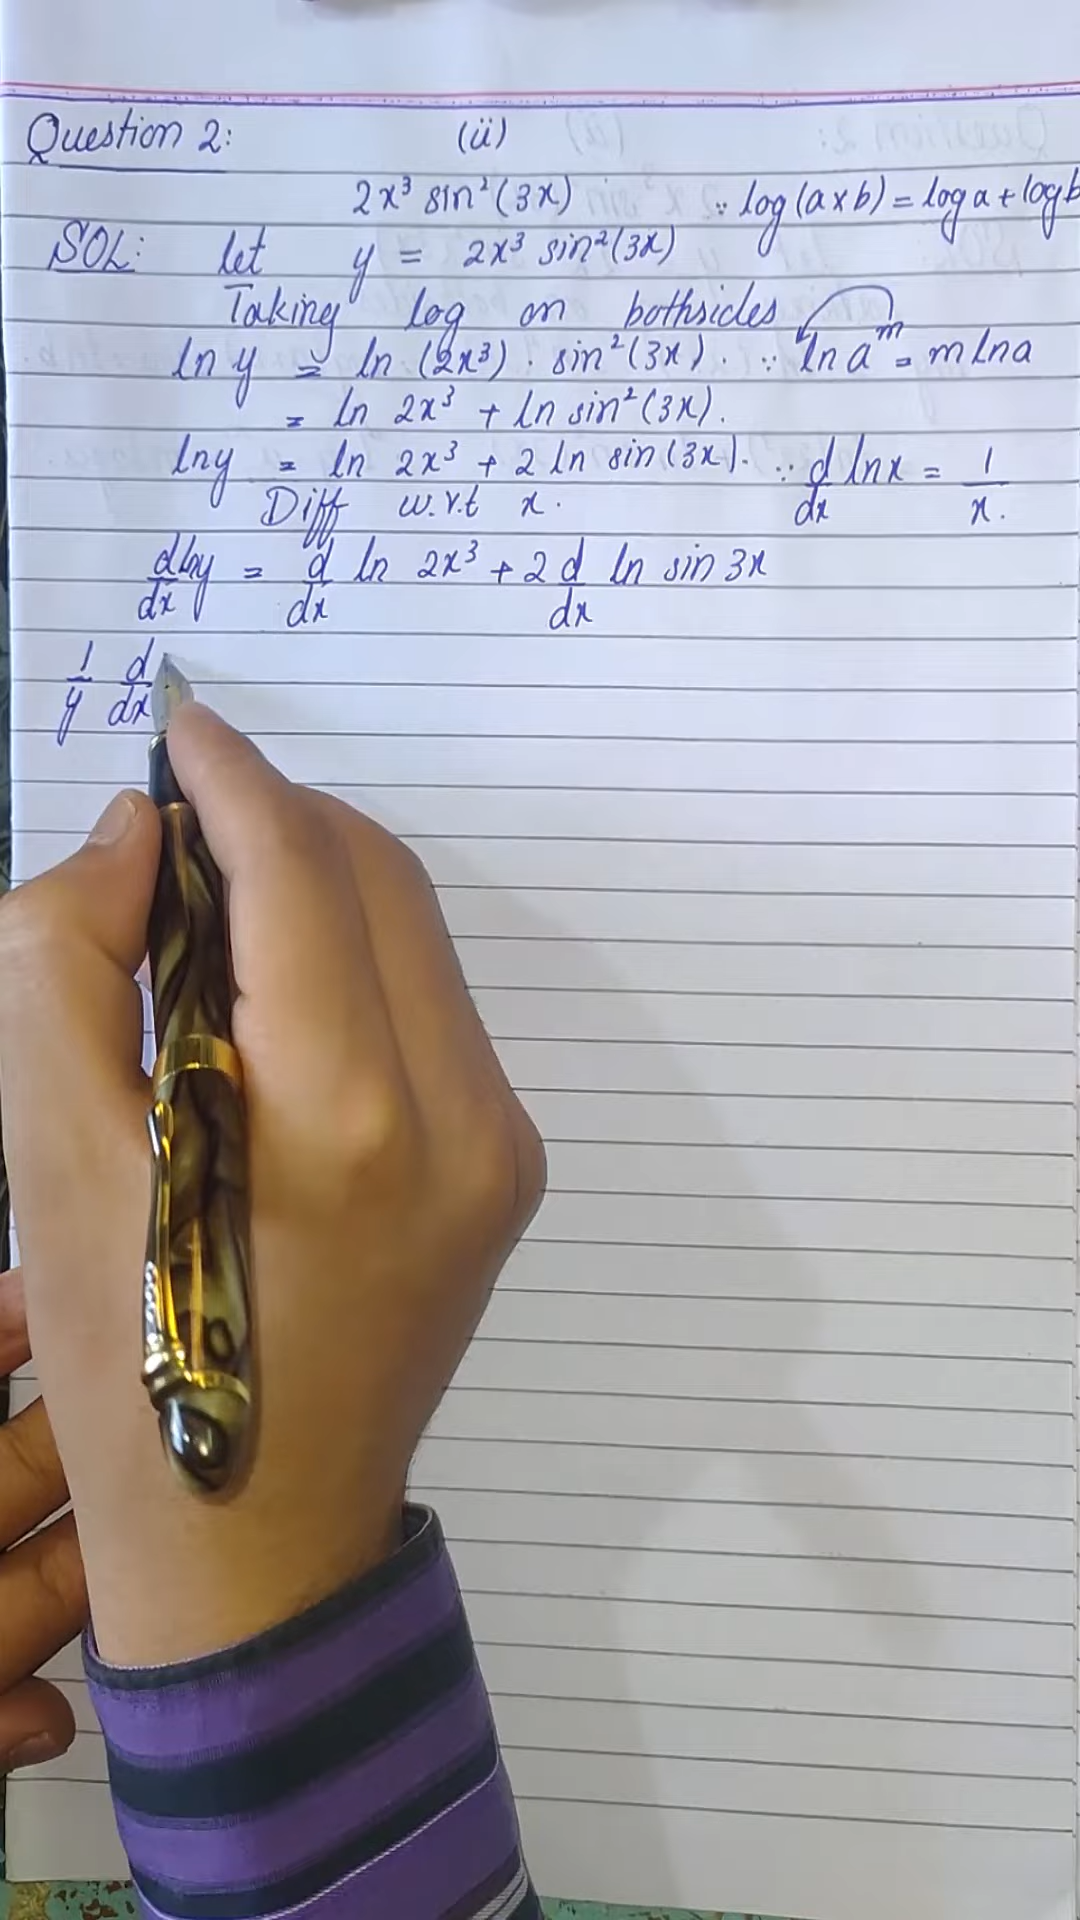 Question 2: (ii)
2x³ sin²(3x) ∵ log(a×b) = log a + log b
SOL: let y = 2x³ sin²(3x)
Taking log on bothsides
ln y = ln (2x³) · sin²(3x) · ∵ ln aᵐ = m ln a
= ln 2x³ + ln sin²(3x).
ln y = ln 2x³ + 2 ln sin(3x). ∵ d/dx ln x = 1/x.
Diff w.r.t x.
d/dx ln y = d/dx ln 2x³ + 2 d/dx ln sin 3x
1/y d/dx